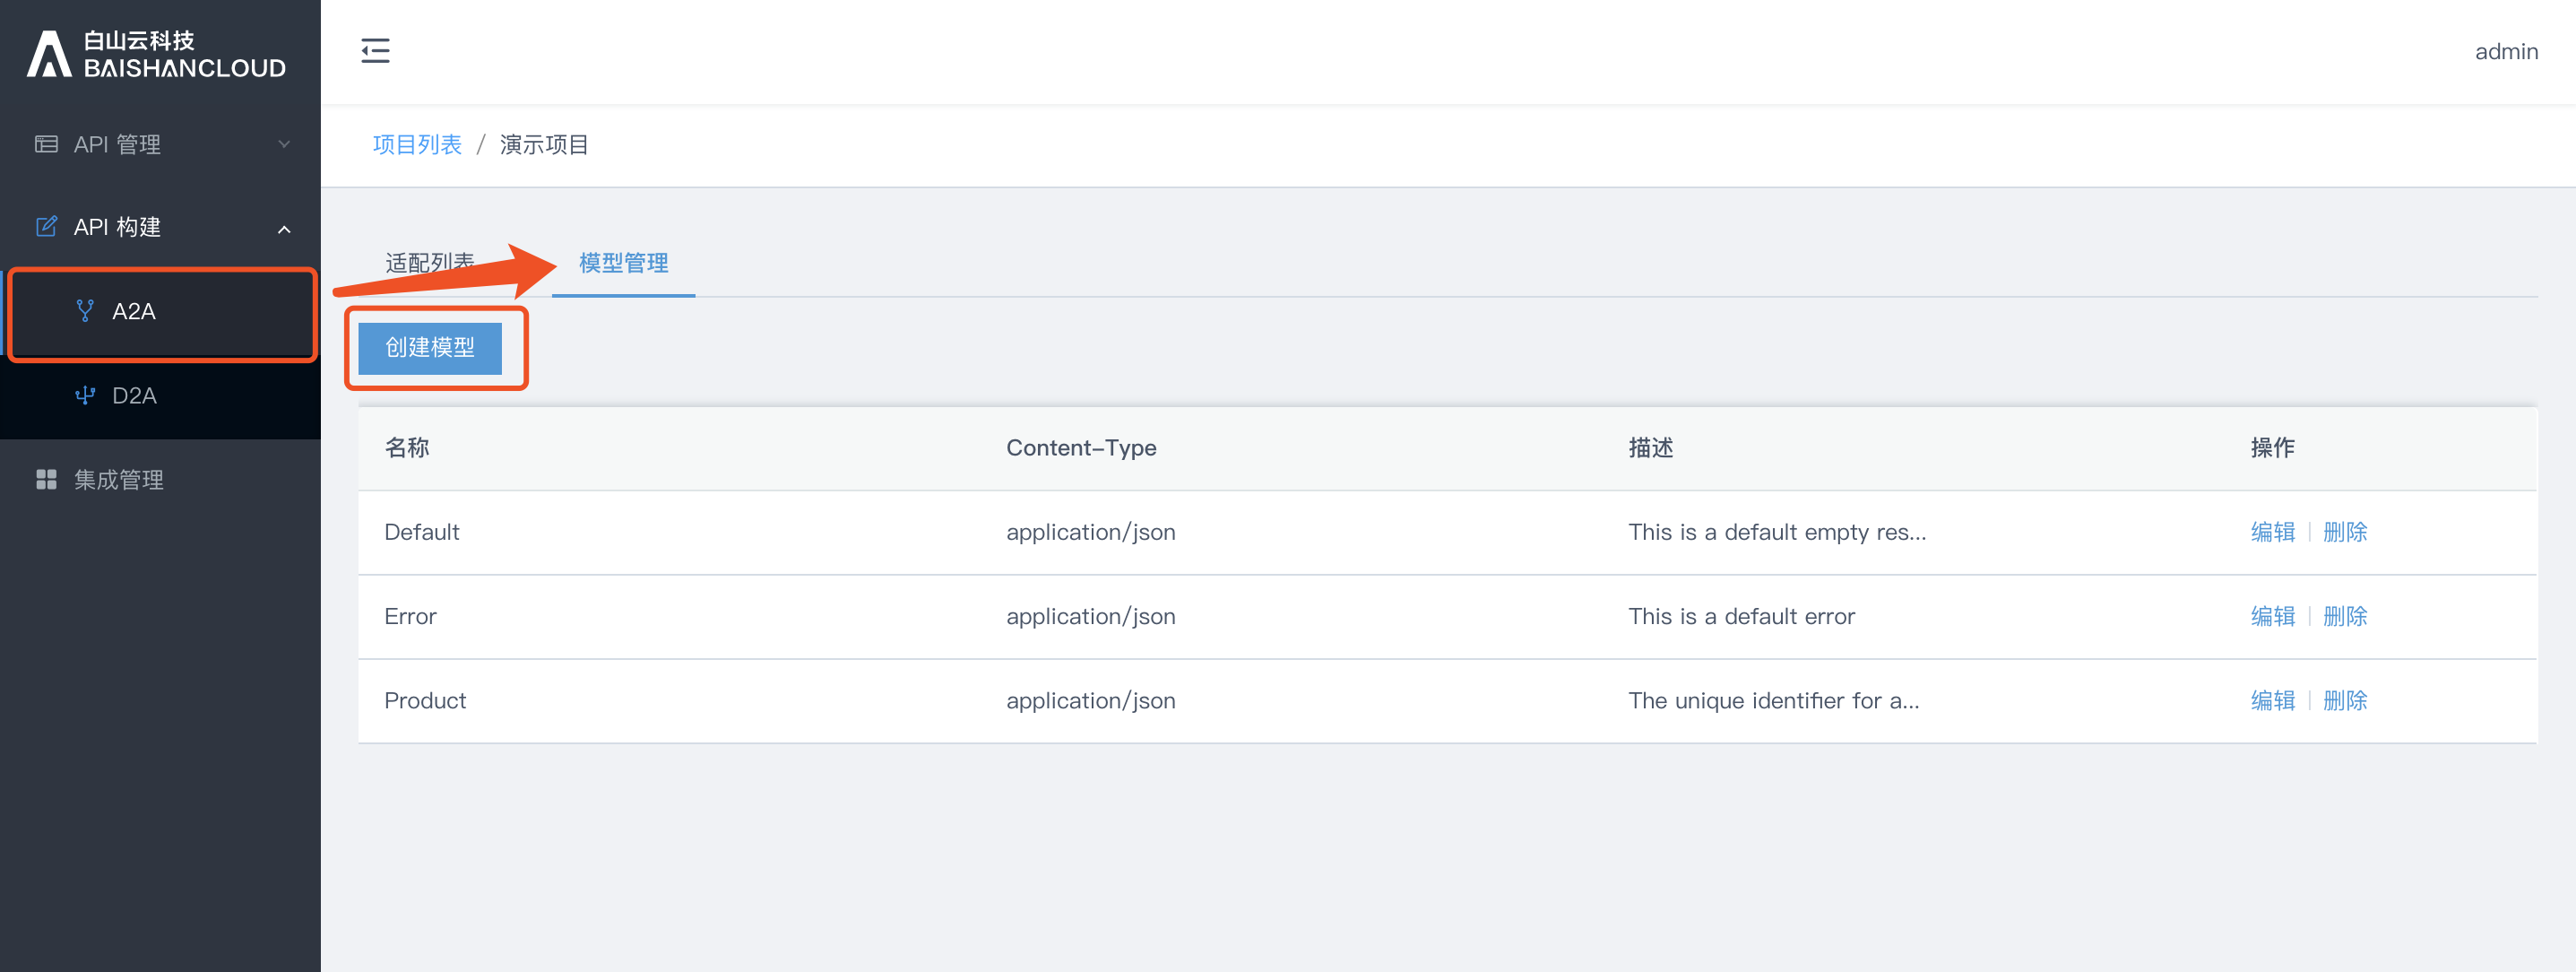 白山云科技
BAISHANCLOUD
admin
API 管理
API 构建
A2A
D2A
集成管理
项目列表 / 演示项目
适配列表 模型管理
创建模型
名称 Content-Type 描述 操作
Default application/json This is a default empty res... 编辑 删除
Error application/json This is a default error 编辑 删除
Product application/json The unique identifier for a... 编辑 删除